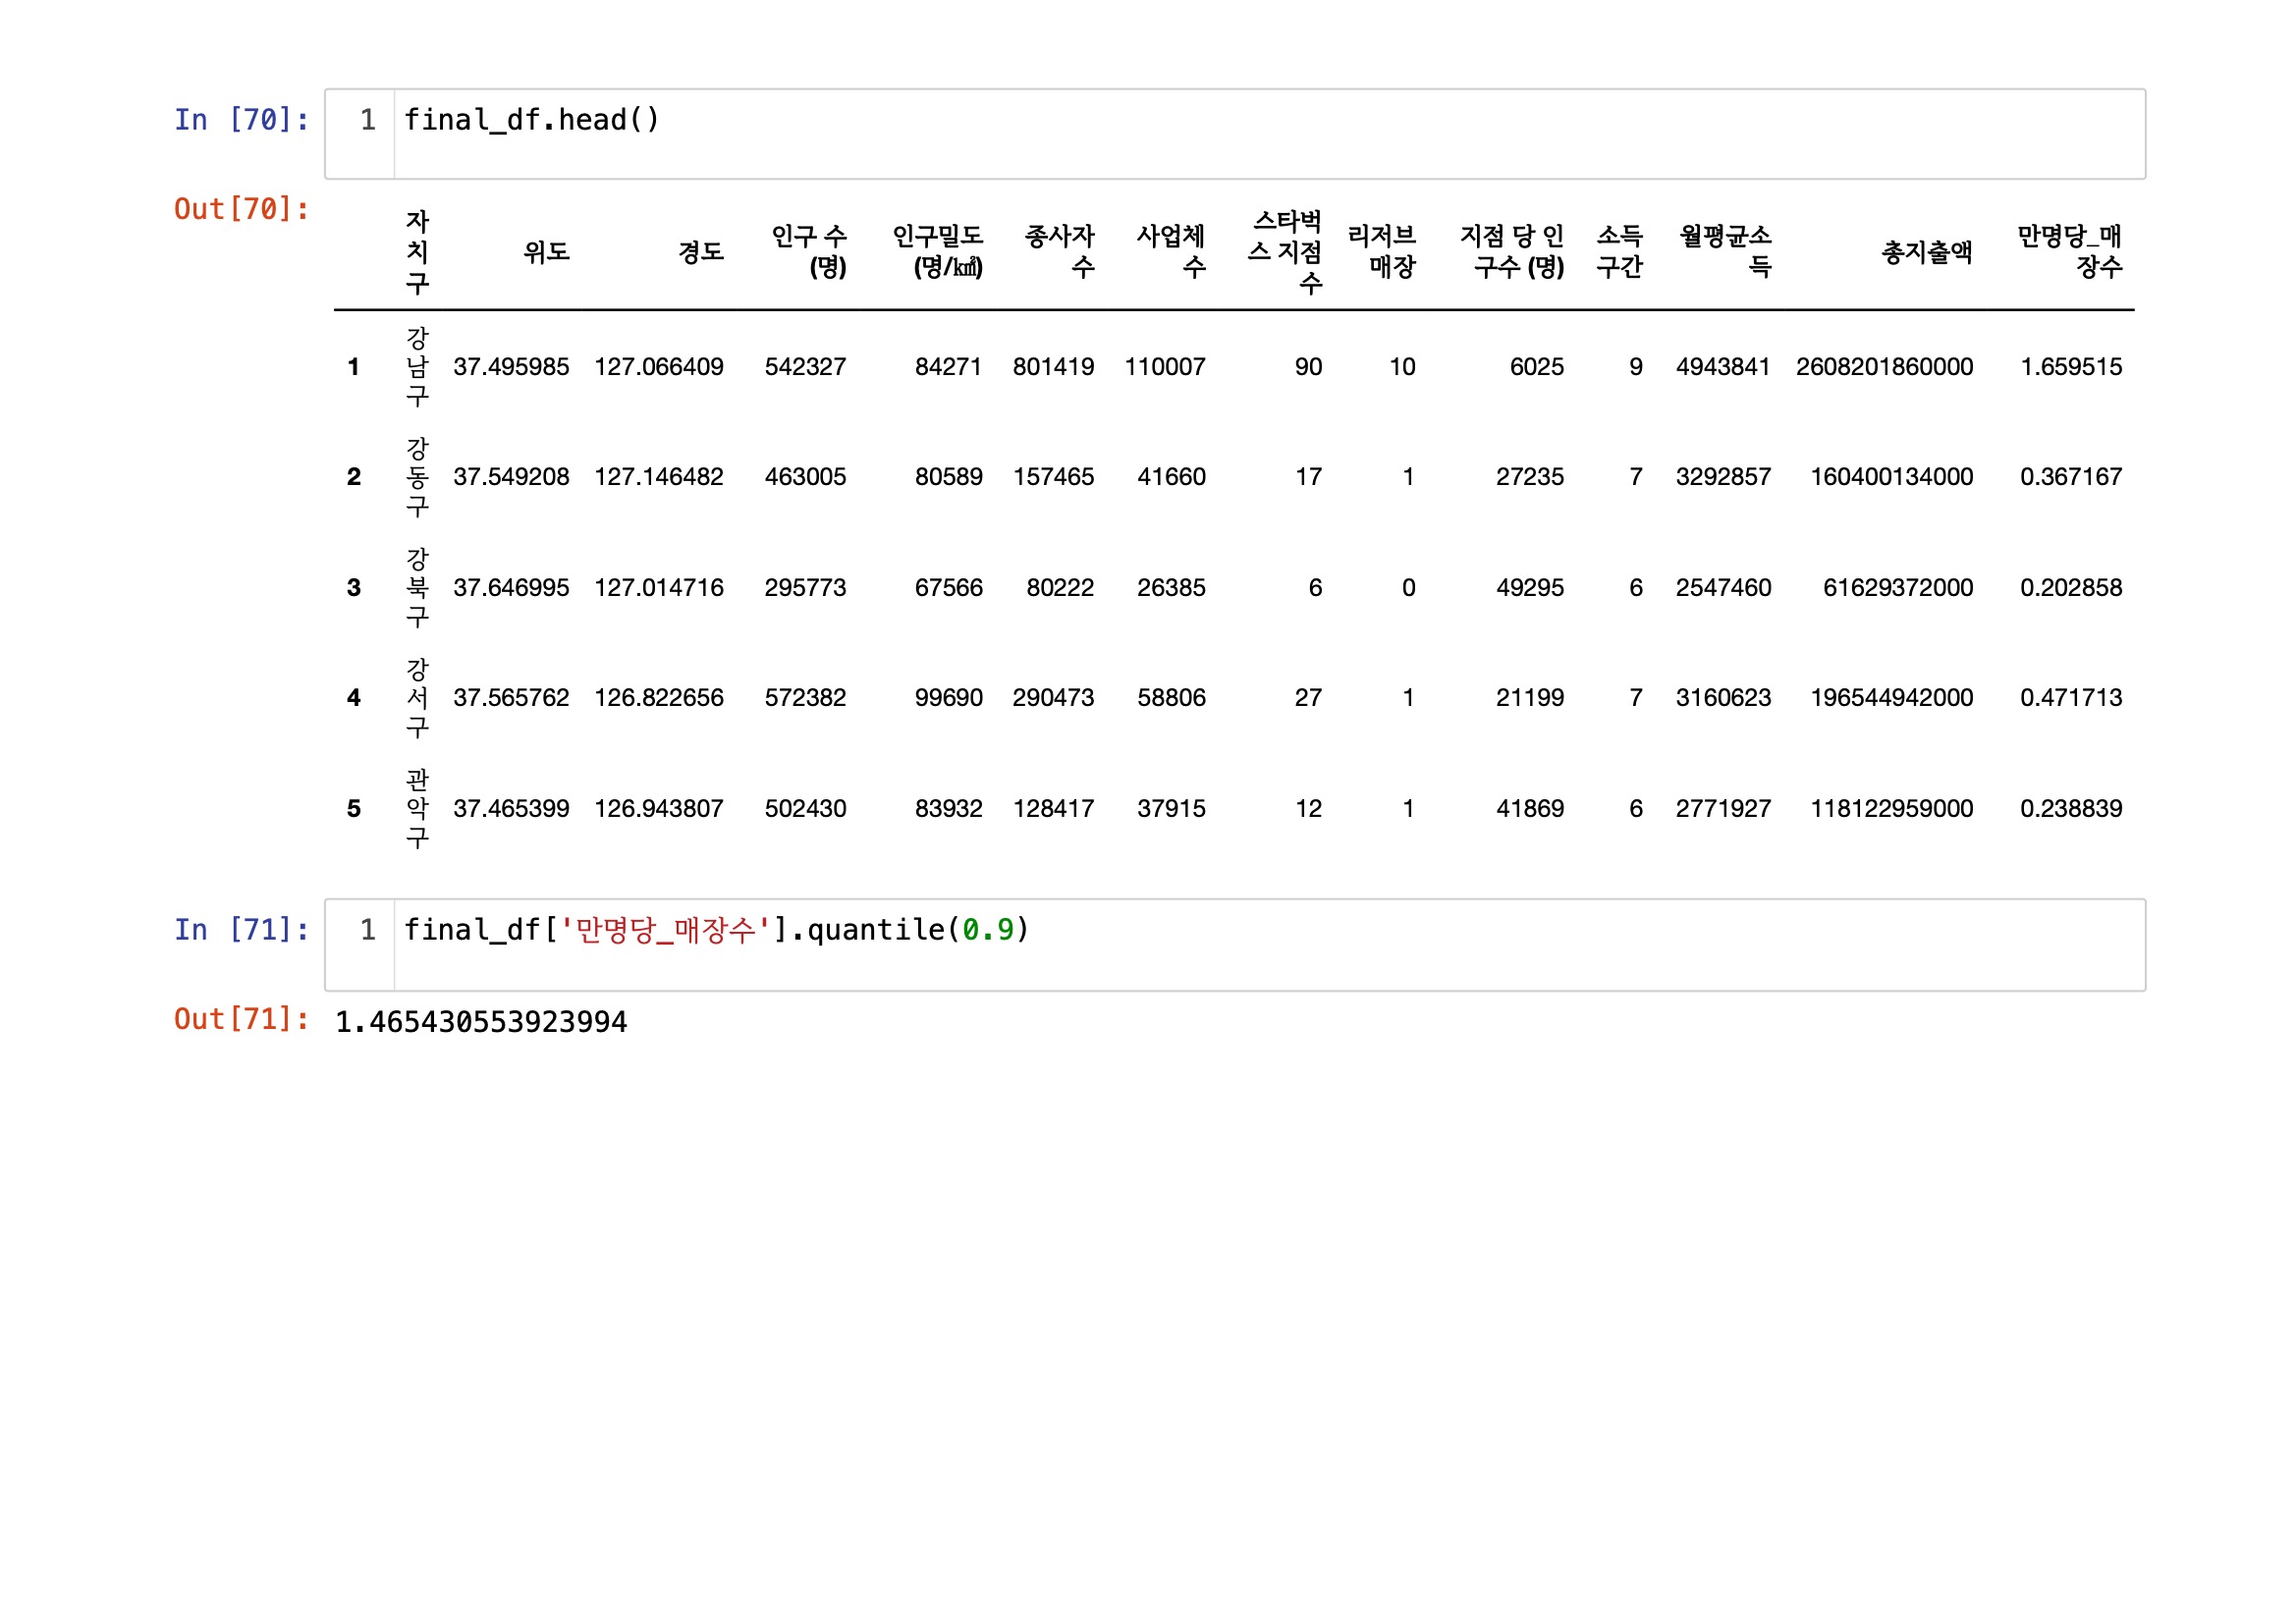 In [70]: 1 final_df.head()
Out[70]:
자치구 위도 경도 인구 수 (명) 인구밀도 (명/㎢) 종사자수 사업체수 스타벅스 지점수 리저브 매장 지점 당 인구수 (명) 소득구간 월평균소득 총지출액 만명당_매장수
1 강남구 37.495985 127.066409 542327 84271 801419 110007 90 10 6025 9 4943841 2608201860000 1.659515
2 강동구 37.549208 127.146482 463005 80589 157465 41660 17 1 27235 7 3292857 160400134000 0.367167
3 강북구 37.646995 127.014716 295773 67566 80222 26385 6 0 49295 6 2547460 61629372000 0.202858
4 강서구 37.565762 126.822656 572382 99690 290473 58806 27 1 21199 7 3160623 196544942000 0.471713
5 관악구 37.465399 126.943807 502430 83932 128417 37915 12 1 41869 6 2771927 118122959000 0.238839
In [71]: 1 final_df['만명당_매장수'].quantile(0.9)
Out[71]: 1.465430553923994